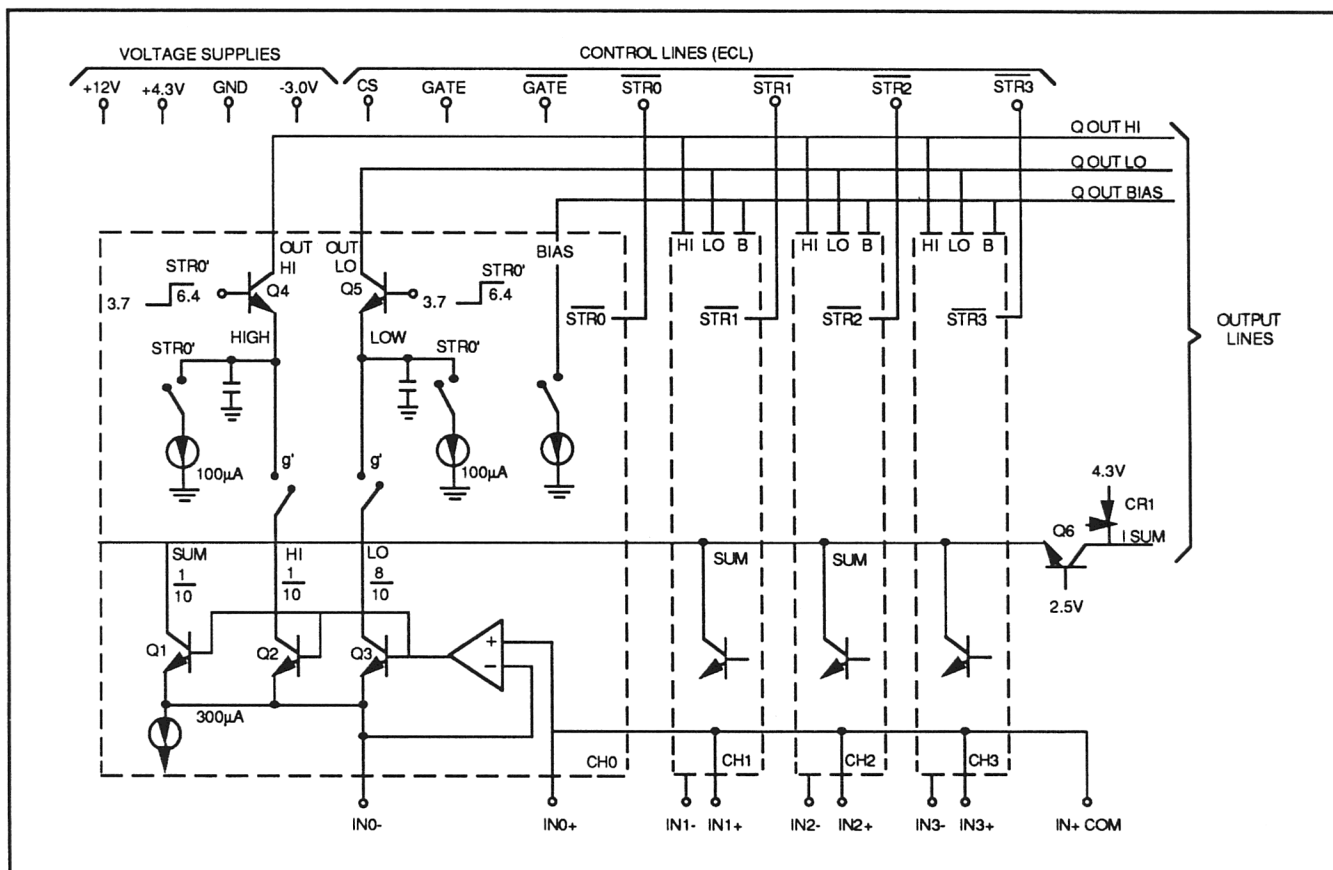 VOLTAGE SUPPLIES
CONTROL LINES (ECL)
+12V
+4.3V
GND
-3.0V
CS
GATE
GATE
STR0
STR1
STR2
STR3
Q OUT HI
Q OUT LO
Q OUT BIAS
OUT HI
OUT LO
BIAS
HI LO B
HI LO B
HI LO B
STR0'
3.7
6.4
Q4
Q5
3.7
STR0'
6.4
STR0
STR1
STR2
STR3
OUTPUT LINES
HIGH
LOW
STR0'
STR0'
100µA
g'
g'
100µA
4.3V
CR1
Q6
I SUM
2.5V
SUM
HI
LO
SUM
SUM
1/10
1/10
8/10
Q1
Q2
Q3
+
−
300µA
CH0
CH1
CH2
CH3
IN0-
IN0+
IN1- IN1+
IN2- IN2+
IN3- IN3+
IN+ COM